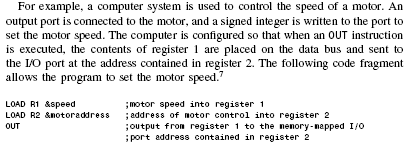 For example, a computer system is used to control the speed of a motor. An
output port is connected to the motor, and a signed integer is written to the port to
set the motor speed. The computer is configured so that when an OUT instruction
is executed, the contents of register 1 are placed on the data bus and sent to
the I/O port at the address contained in register 2. The following code fragment
allows the program to set the motor speed.7
LOAD R1 &speed ;motor speed into register 1
LOAD R2 &motoraddress ;address of motor control into register 2
OUT ;output from register 1 to the memory-mapped I/O
;port address contained in register 2